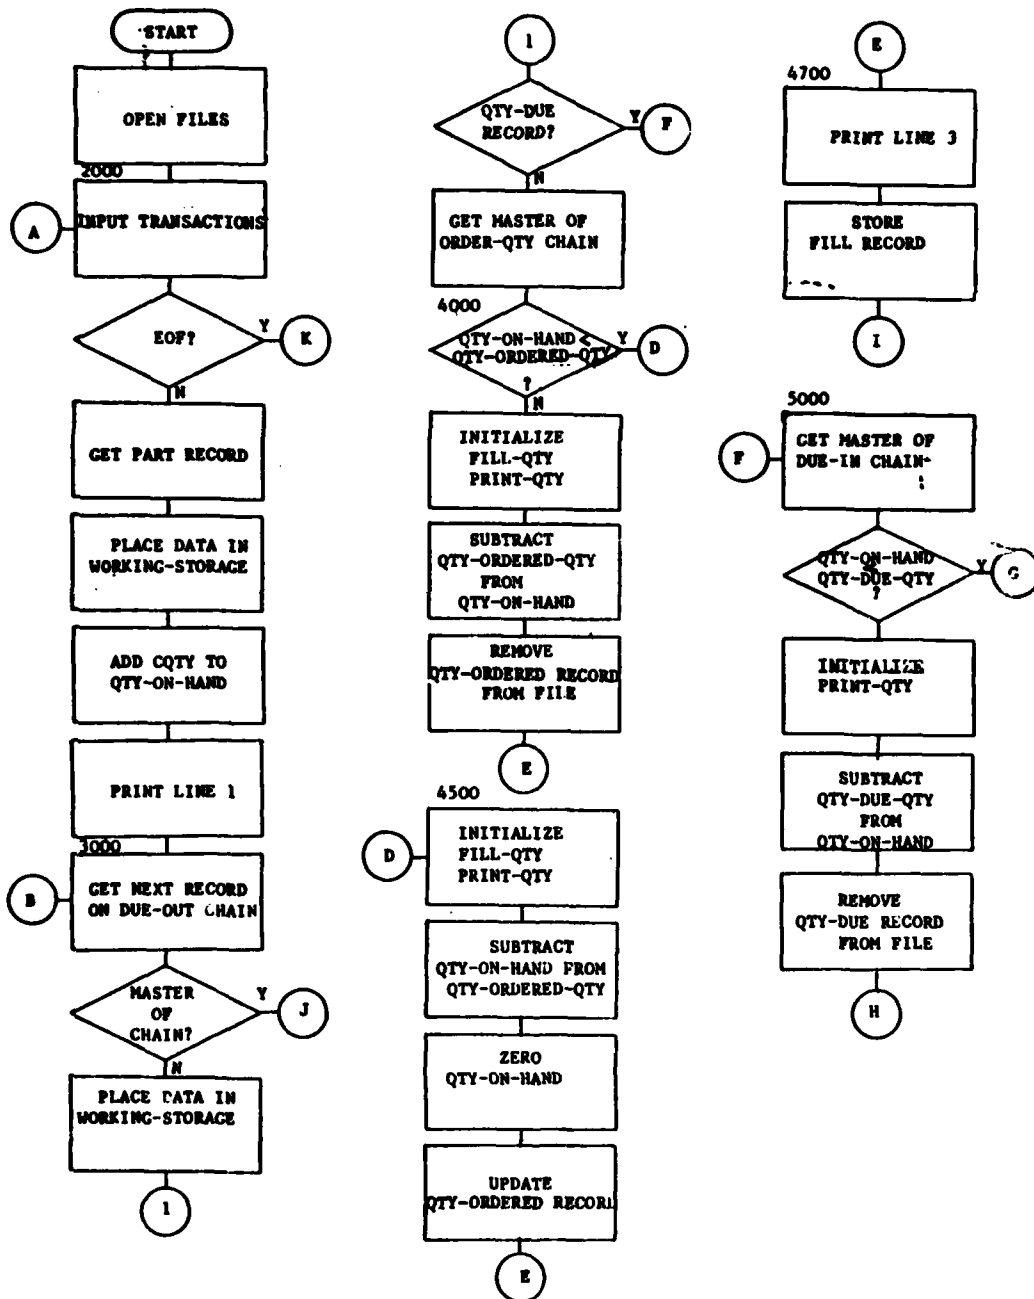 START
OPEN FILES
2000
INPUT TRANSACTIONS
A
EOF?
Y
K
N
GET PART RECORD
PLACE DATA IN
WORKING-STORAGE
ADD CQTY TO
QTY-ON-HAND
PRINT LINE 1
3000
B
GET NEXT RECORD
ON DUE-OUT CHAIN
MASTER
OF
CHAIN?
Y
J
N
PLACE DATA IN
WORKING-STORAGE
1
1
QTY-DUE
RECORD?
Y
F
N
GET MASTER OF
ORDER-QTY CHAIN
4000
QTY-ON-HAND <
QTY-ORDERED-QTY
?
Y
D
N
INITIALIZE
FILL-QTY
PRINT-QTY
SUBTRACT
QTY-ORDERED-QTY
FROM
QTY-ON-HAND
REMOVE
QTY-ORDERED RECORD
FROM FILE
E
4500
D
INITIALIZE
FILL-QTY
PRINT-QTY
SUBTRACT
QTY-ON-HAND FROM
QTY-ORDERED-QTY
ZERO
QTY-ON-HAND
UPDATE
QTY-ORDERED RECORD
E
E
4700
PRINT LINE 3
STORE
FILL RECORD
I
5000
F
GET MASTER OF
DUE-IN CHAIN
QTY-ON-HAND
<
QTY-DUE-QTY
?
Y
G
INITIALIZE
PRINT-QTY
SUBTRACT
QTY-DUE-QTY
FROM
QTY-ON-HAND
REMOVE
QTY-DUE RECORD
FROM FILE
H